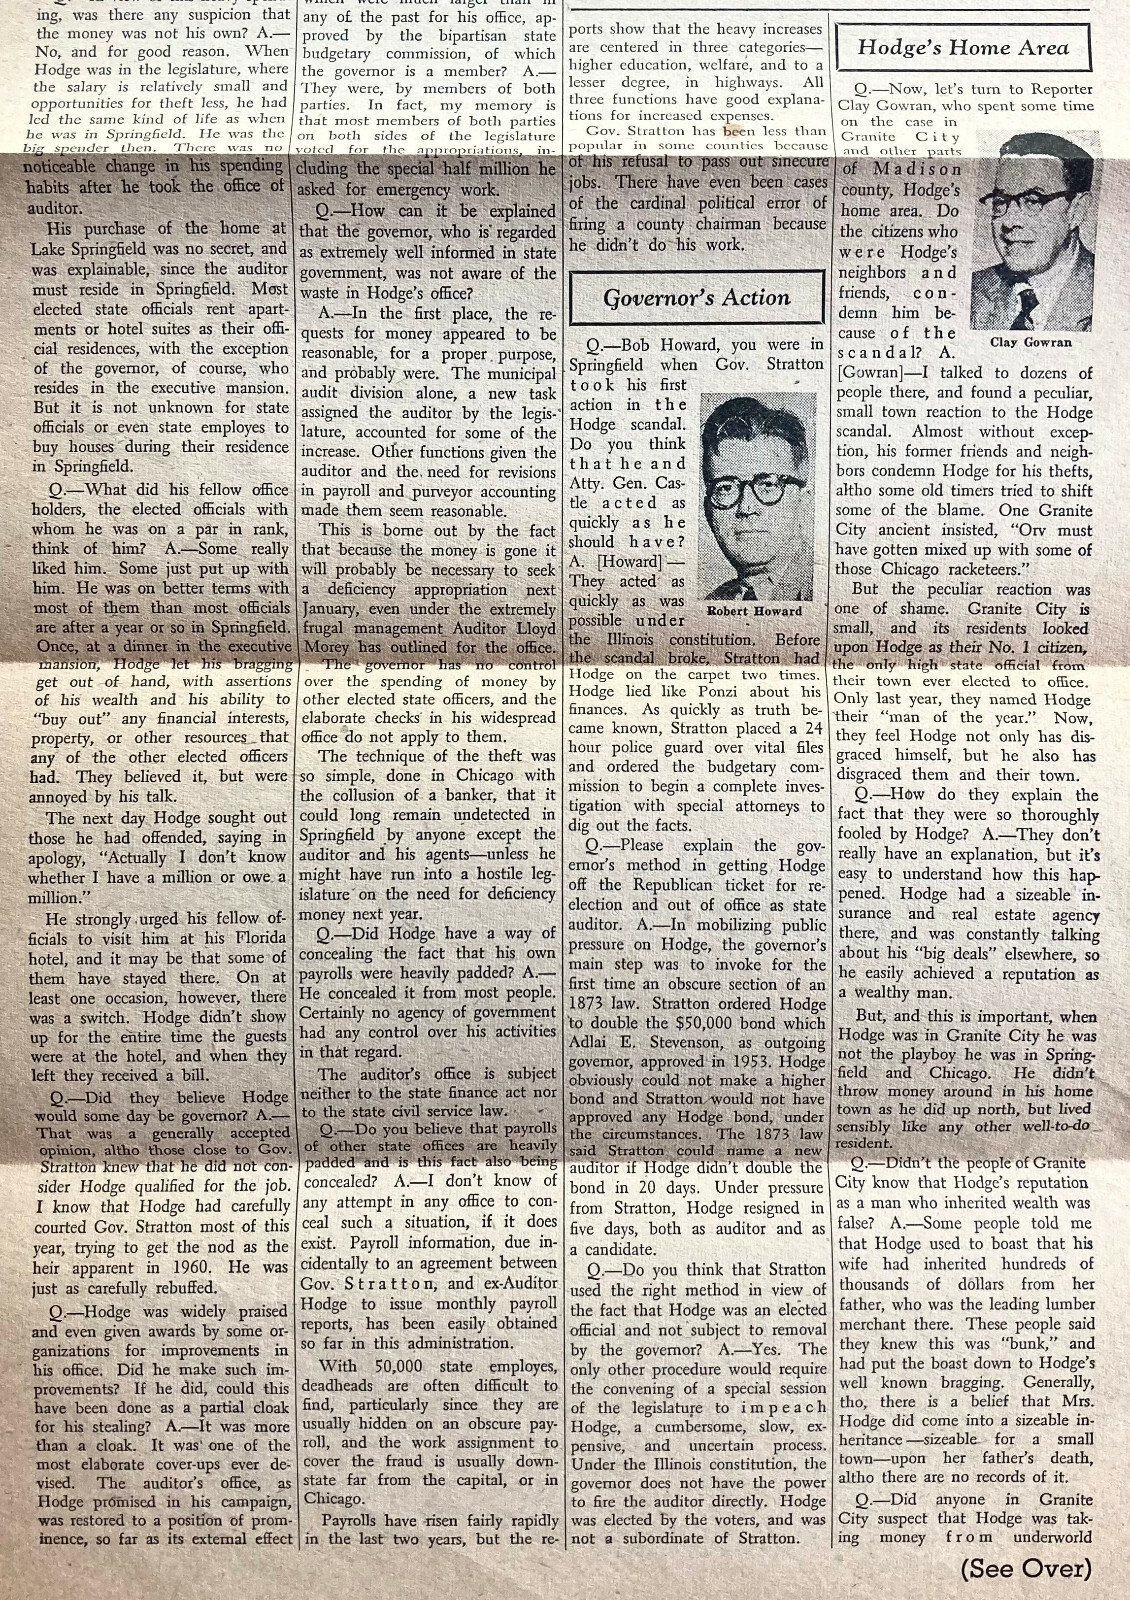 ing, was there any suspicion that
the money was not his own? A.—
No, and for good reason. When
Hodge was in the legislature, where
the salary is relatively small and
opportunities for theft less, he had
led the same kind of life as when
he was in Springfield. He was the
big spender then. There was no
noticeable change in his spending
habits after he took the office of
auditor.
His purchase of the home at
Lake Springfield was no secret, and
was explainable, since the auditor
must reside in Springfield. Most
elected state officials rent apart-
ments or hotel suites as their offi-
cial residences, with the exception
of the governor, of course, who
resides in the executive mansion.
But it is not unknown for state
officials or even state employes to
buy houses during their residence
in Springfield.
Q.—What did his fellow office
holders, the elected officials with
whom he was on a par in rank,
think of him? A.—Some really
liked him. Some just put up with
him. He was on better terms with
most of them than most officials
are after a year or so in Springfield.
Once, at a dinner in the executive
mansion, Hodge let his bragging
get out of hand, with assertions
of his wealth and his ability to
"buy out" any financial interests,
property, or other resources that
any of the other elected officers
had. They believed it, but were
annoyed by his talk.
The next day Hodge sought out
those he had offended, saying in
apology, "Actually I don't know
whether I have a million or owe a
million."
He strongly urged his fellow of-
ficials to visit him at his Florida
hotel, and it may be that some of
them have stayed there. On at
least one occasion, however, there
was a switch. Hodge didn't show
up for the entire time the guests
were at the hotel, and when they
left they received a bill.
Q.—Did they believe Hodge
would some day be governor? A.—
That was a generally accepted
opinion, altho those close to Gov.
Stratton knew that he did not con-
sider Hodge qualified for the job.
I know that Hodge had carefully
courted Gov. Stratton most of this
year, trying to get the nod as the
heir apparent in 1960. He was
just as carefully rebuffed.
Q.—Hodge was widely praised
and even given awards by some or-
ganizations for improvements in
his office. Did he make such im-
provements? If he did, could this
have been done as a partial cloak
for his stealing? A.—It was more
than a cloak. It was one of the
most elaborate cover-ups ever de-
vised. The auditor's office, as
Hodge promised in his campaign,
was restored to a position of prom-
inence, so far as its external effect
any of the past for his office, ap-
proved by the bipartisan state
budgetary commission, of which
the governor is a member? A.—
They were, by members of both
parties. In fact, my memory is
that most members of both parties
on both sides of the legislature
voted for the appropriations, in-
cluding the special half million he
asked for emergency work.
Q.—How can it be explained
that the governor, who is regarded
as extremely well informed in state
government, was not aware of the
waste in Hodge's office?
A.—In the first place, the re-
quests for money appeared to be
reasonable, for a proper purpose,
and probably were. The municipal
audit division alone, a new task
assigned the auditor by the legis-
lature, accounted for some of the
increase. Other functions given the
auditor and the need for revisions
in payroll and purveyor accounting
made them seem reasonable.
This is borne out by the fact
that because the money is gone it
will probably be necessary to seek
a deficiency appropriation next
January, even under the extremely
frugal management Auditor Lloyd
Morey has outlined for the office.
The governor has no control
over the spending of money by
other elected state officers, and the
elaborate checks in his widespread
office do not apply to them.
The technique of the theft was
so simple, done in Chicago with
the collusion of a banker, that it
could long remain undetected in
Springfield by anyone except the
auditor and his agents—unless he
might have run into a hostile leg-
islature on the need for deficiency
money next year.
Q.—Did Hodge have a way of
concealing the fact that his own
payrolls were heavily padded? A.—
He concealed it from most people.
Certainly no agency of government
had any control over his activities
in that regard.
The auditor's office is subject
neither to the state finance act nor
to the state civil service law.
Q.—Do you believe that payrolls
of other state offices are heavily
padded and is this fact also being
concealed? A.—I don't know of
any attempt in any office to con-
ceal such a situation, if it does
exist. Payroll information, due in-
cidentally to an agreement between
Gov. Stratton, and ex-Auditor
Hodge to issue monthly payroll
reports, has been easily obtained
so far in this administration.
With 50,000 state employes,
deadheads are often difficult to
find, particularly since they are
usually hidden on an obscure pay-
roll, and the work assignment to
cover the fraud is usually down-
state far from the capital, or in
Chicago.
Payrolls have risen fairly rapidly
in the last two years, but the re-
ports show that the heavy increases
are centered in three categories—
higher education, welfare, and to a
lesser degree, in highways. All
three functions have good explana-
tions for increased expenses.
Gov. Stratton has been less than
popular in some counties because
of his refusal to pass out sinecure
jobs. There have even been cases
of the cardinal political error of
firing a county chairman because
he didn't do his work.
Governor's Action
Q.—Bob Howard, you were in
Springfield when Gov. Stratton
took his first
action in the
Hodge scandal.
Do you think
that he and
Atty. Gen. Cas-
tle acted as
quickly as he
should have?
A. [Howard]—
They acted as
quickly as was
possible under
Robert Howard
the Illinois constitution. Before
the scandal broke, Stratton had
Hodge on the carpet two times.
Hodge lied like Ponzi about his
finances. As quickly as truth be-
came known, Stratton placed a 24
hour police guard over vital files
and ordered the budgetary com-
mission to begin a complete inves-
tigation with special attorneys to
dig out the facts.
Q.—Please explain the gov-
ernor's method in getting Hodge
off the Republican ticket for re-
election and out of office as state
auditor. A.—In mobilizing public
pressure on Hodge, the governor's
main step was to invoke for the
first time an obscure section of an
1873 law. Stratton ordered Hodge
to double the $50,000 bond which
Adlai E. Stevenson, as outgoing
governor, approved in 1953. Hodge
obviously could not make a higher
bond and Stratton would not have
approved any Hodge bond, under
the circumstances. The 1873 law
said Stratton could name a new
auditor if Hodge didn't double the
bond in 20 days. Under pressure
from Stratton, Hodge resigned in
five days, both as auditor and as
a candidate.
Q.—Do you think that Stratton
used the right method in view of
the fact that Hodge was an elected
official and not subject to removal
by the governor? A.—Yes. The
only other procedure would require
the convening of a special session
of the legislature to impeach
Hodge, a cumbersome, slow, ex-
pensive, and uncertain process.
Under the Illinois constitution, the
governor does not have the power
to fire the auditor directly. Hodge
was elected by the voters, and was
not a subordinate of Stratton.
Hodge's Home Area
Q.—Now, let's turn to Reporter
Clay Gowran, who spent some time
on the case in
Granite City
and other parts
of Madison
county, Hodge's
home area. Do
the citizens who
were Hodge's
neighbors and
friends, con-
demn him be-
cause of the
scandal? A.
Clay Gowran
[Gowran]—I talked to dozens of
people there, and found a peculiar,
small town reaction to the Hodge
scandal. Almost without excep-
tion, his former friends and neigh-
bors condemn Hodge for his thefts,
altho some old timers tried to shift
some of the blame. One Granite
City ancient insisted, "Orv must
have gotten mixed up with some of
those Chicago racketeers."
But the peculiar reaction was
one of shame. Granite City is
small, and its residents looked
upon Hodge as their No. 1 citizen,
the only high state official from
their town ever elected to office.
Only last year, they named Hodge
their "man of the year." Now,
they feel Hodge not only has dis-
graced himself, but he also has
disgraced them and their town.
Q.—How do they explain the
fact that they were so thoroughly
fooled by Hodge? A.—They don't
really have an explanation, but it's
easy to understand how this hap-
pened. Hodge had a sizeable in-
surance and real estate agency
there, and was constantly talking
about his "big deals" elsewhere, so
he easily achieved a reputation as
a wealthy man.
But, and this is important, when
Hodge was in Granite City he was
not the playboy he was in Spring-
field and Chicago. He didn't
throw money around in his home
town as he did up north, but lived
sensibly like any other well-to-do
resident.
Q.—Didn't the people of Granite
City know that Hodge's reputation
as a man who inherited wealth was
false? A.—Some people told me
that Hodge used to boast that his
wife had inherited hundreds of
thousands of dollars from her
father, who was the leading lumber
merchant there. These people said
they knew this was "bunk," and
had put the boast down to Hodge's
well known bragging. Generally,
tho, there is a belief that Mrs.
Hodge did come into a sizeable in-
heritance—sizeable for a small
town—upon her father's death,
altho there are no records of it.
Q.—Did anyone in Granite
City suspect that Hodge was tak-
ing money from underworld
(See Over)